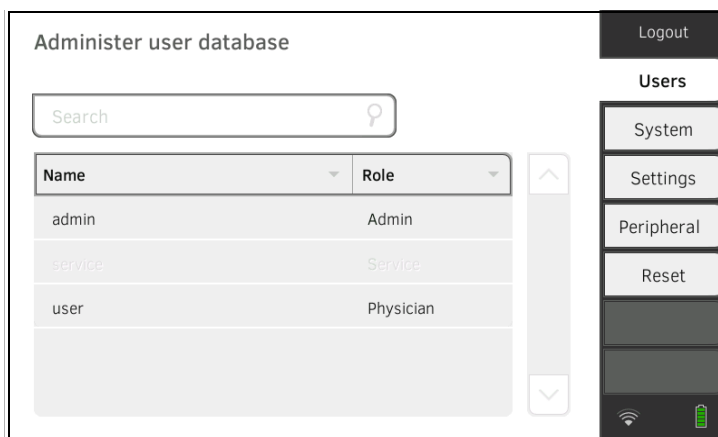 Administer user database
Search
Name Role
admin Admin
service Service
user Physician
Logout
Users
System
Settings
Peripheral
Reset